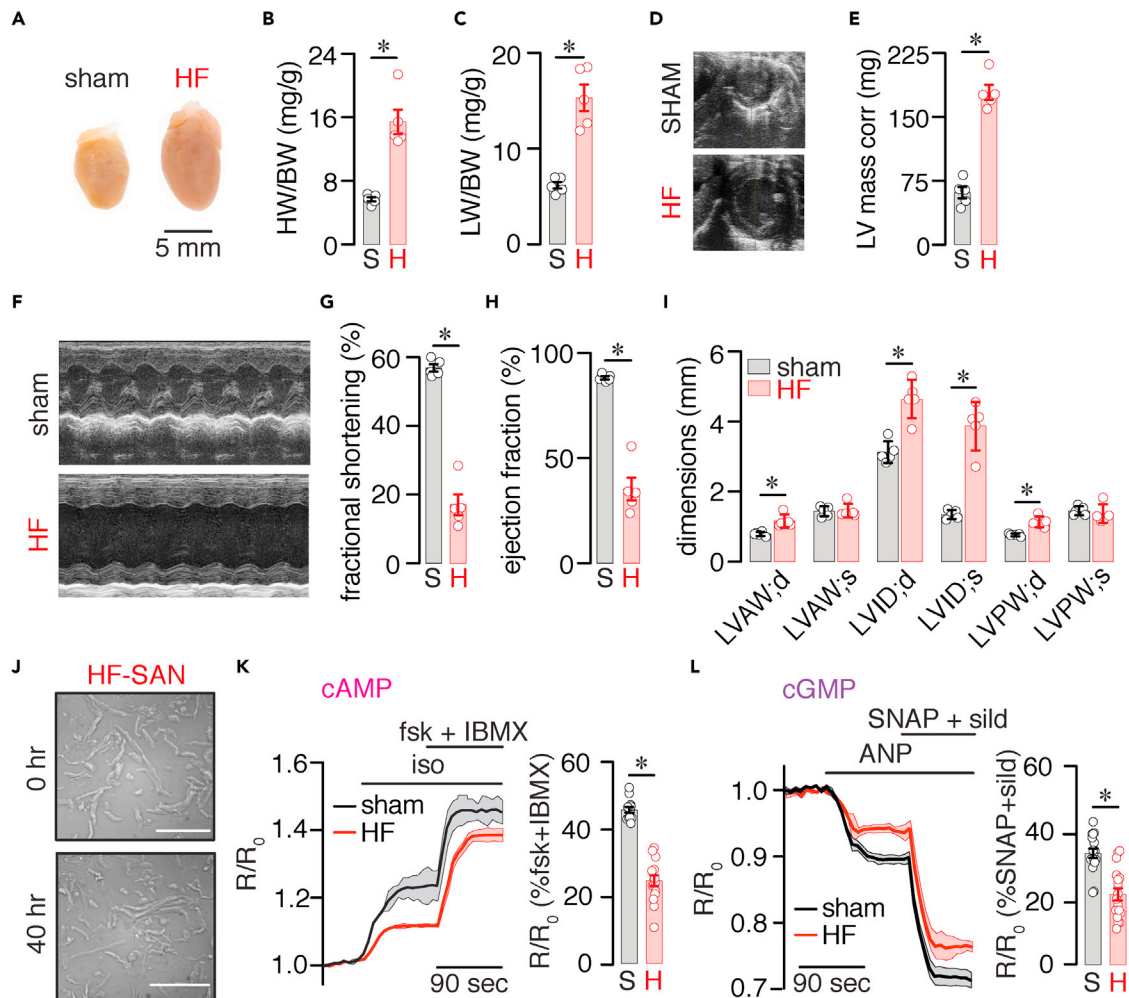 A
sham
HF
5 mm
B
HW/BW (mg/g)
24
16
8
0
*
S
H
C
LW/BW (mg/g)
20
10
0
*
S
H
D
SHAM
HF
E
LV mass corr (mg)
225
150
75
0
*
S
H
F
sham
HF
G
fractional shortening (%)
60
40
20
0
*
S
H
H
ejection fraction (%)
100
50
0
*
S
H
I
dimensions (mm)
6
4
2
0
sham
HF
*
*
*
*
LVAW;d
LVAW;s
LVID;d
LVID;s
LVPW;d
LVPW;s
J
HF-SAN
0 hr
40 hr
K
cAMP
fsk + IBMX
iso
R/R0
1.6
1.4
1.2
1.0
sham
HF
90 sec
R/R0 (%fsk+IBMX)
60
40
20
0
*
S
H
L
cGMP
SNAP + sild
ANP
R/R0
1.0
0.9
0.8
0.7
sham
HF
90 sec
R/R0 (%SNAP+sild)
60
40
20
0
*
S
H